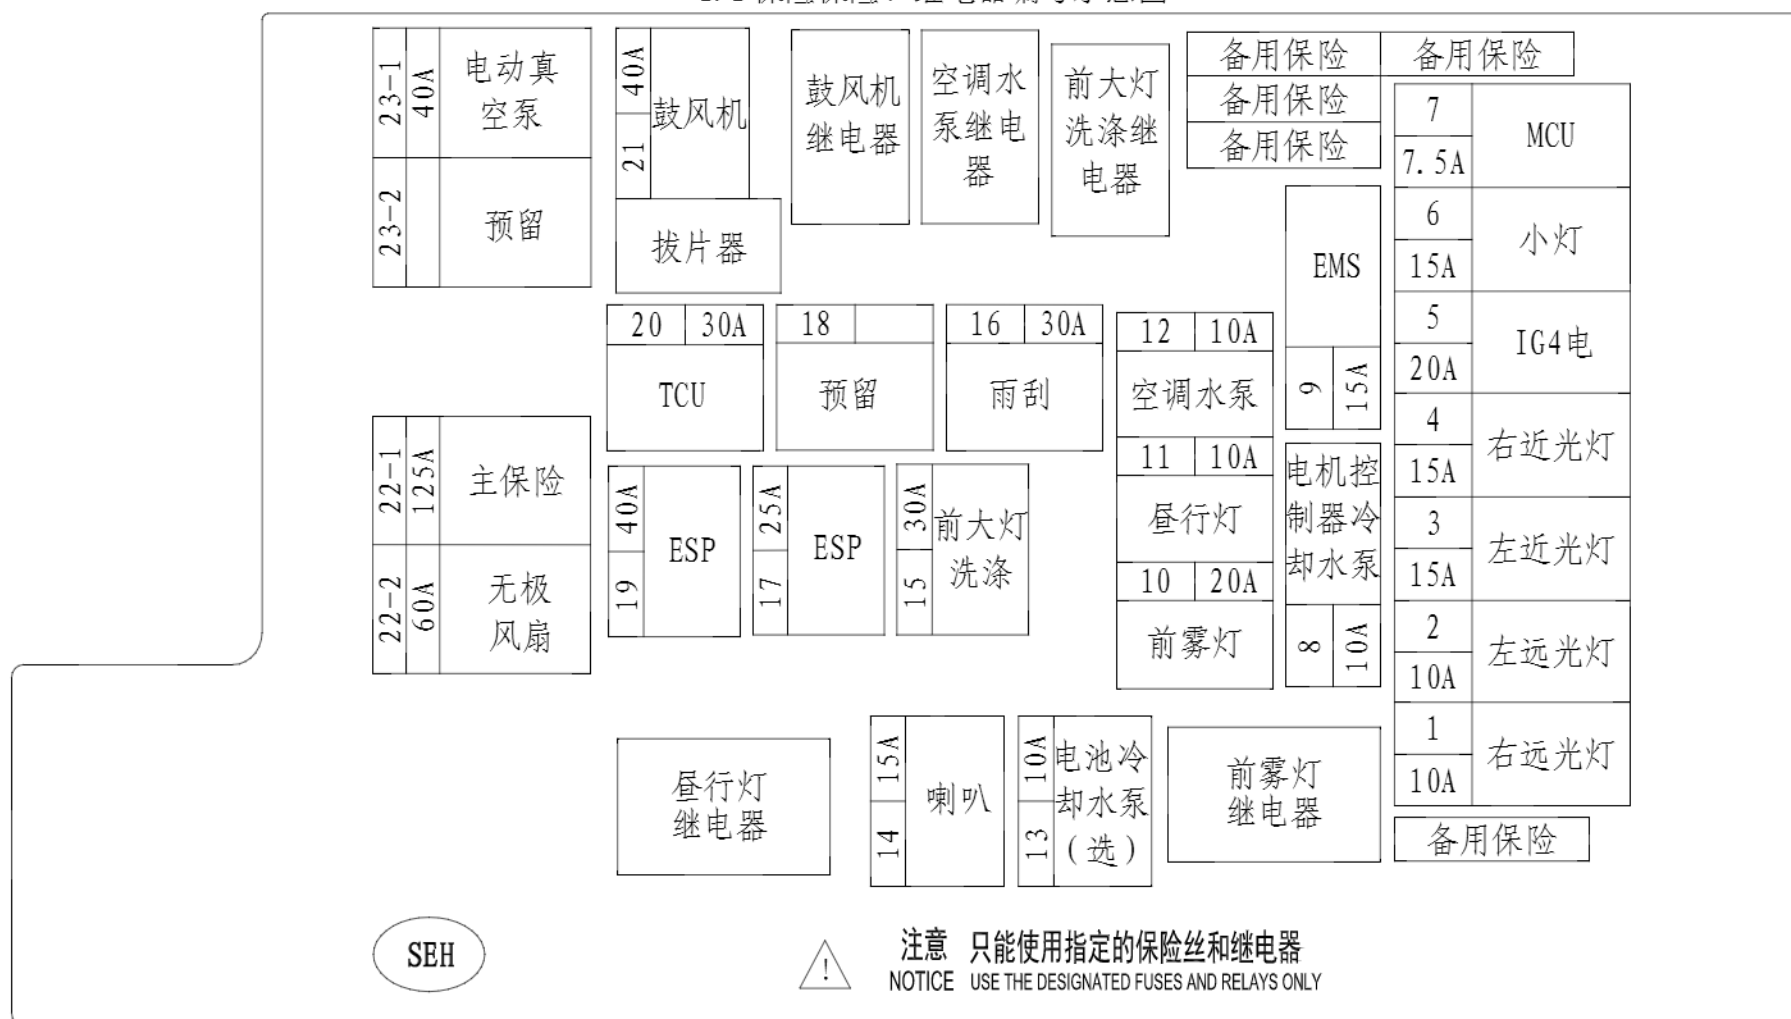 23-1
40A
电动真
空泵
23-2
预留
40A
21
鼓风机
拔片器
鼓风机
继电器
空调水
泵继电
器
前大灯
洗涤继
电器
备用保险
备用保险
备用保险
备用保险
7
7.5A
MCU
6
15A
小灯
5
20A
IG4电
4
15A
右近光灯
3
15A
左近光灯
2
10A
左远光灯
1
10A
右远光灯
备用保险
EMS
9
15A
电机控
制器冷
却水泵
8
10A
20 30A
TCU
18
预留
16 30A
雨刮
12 10A
空调水泵
11 10A
昼行灯
10 20A
前雾灯
22-1
125A
主保险
22-2
60A
无极
风扇
40A
19
ESP
25A
17
ESP
30A
15
前大灯
洗涤
昼行灯
继电器
15A
14
喇叭
10A
13
电池冷
却水泵
(选)
前雾灯
继电器
SEH
!
注意 只能使用指定的保险丝和继电器
NOTICE USE THE DESIGNATED FUSES AND RELAYS ONLY